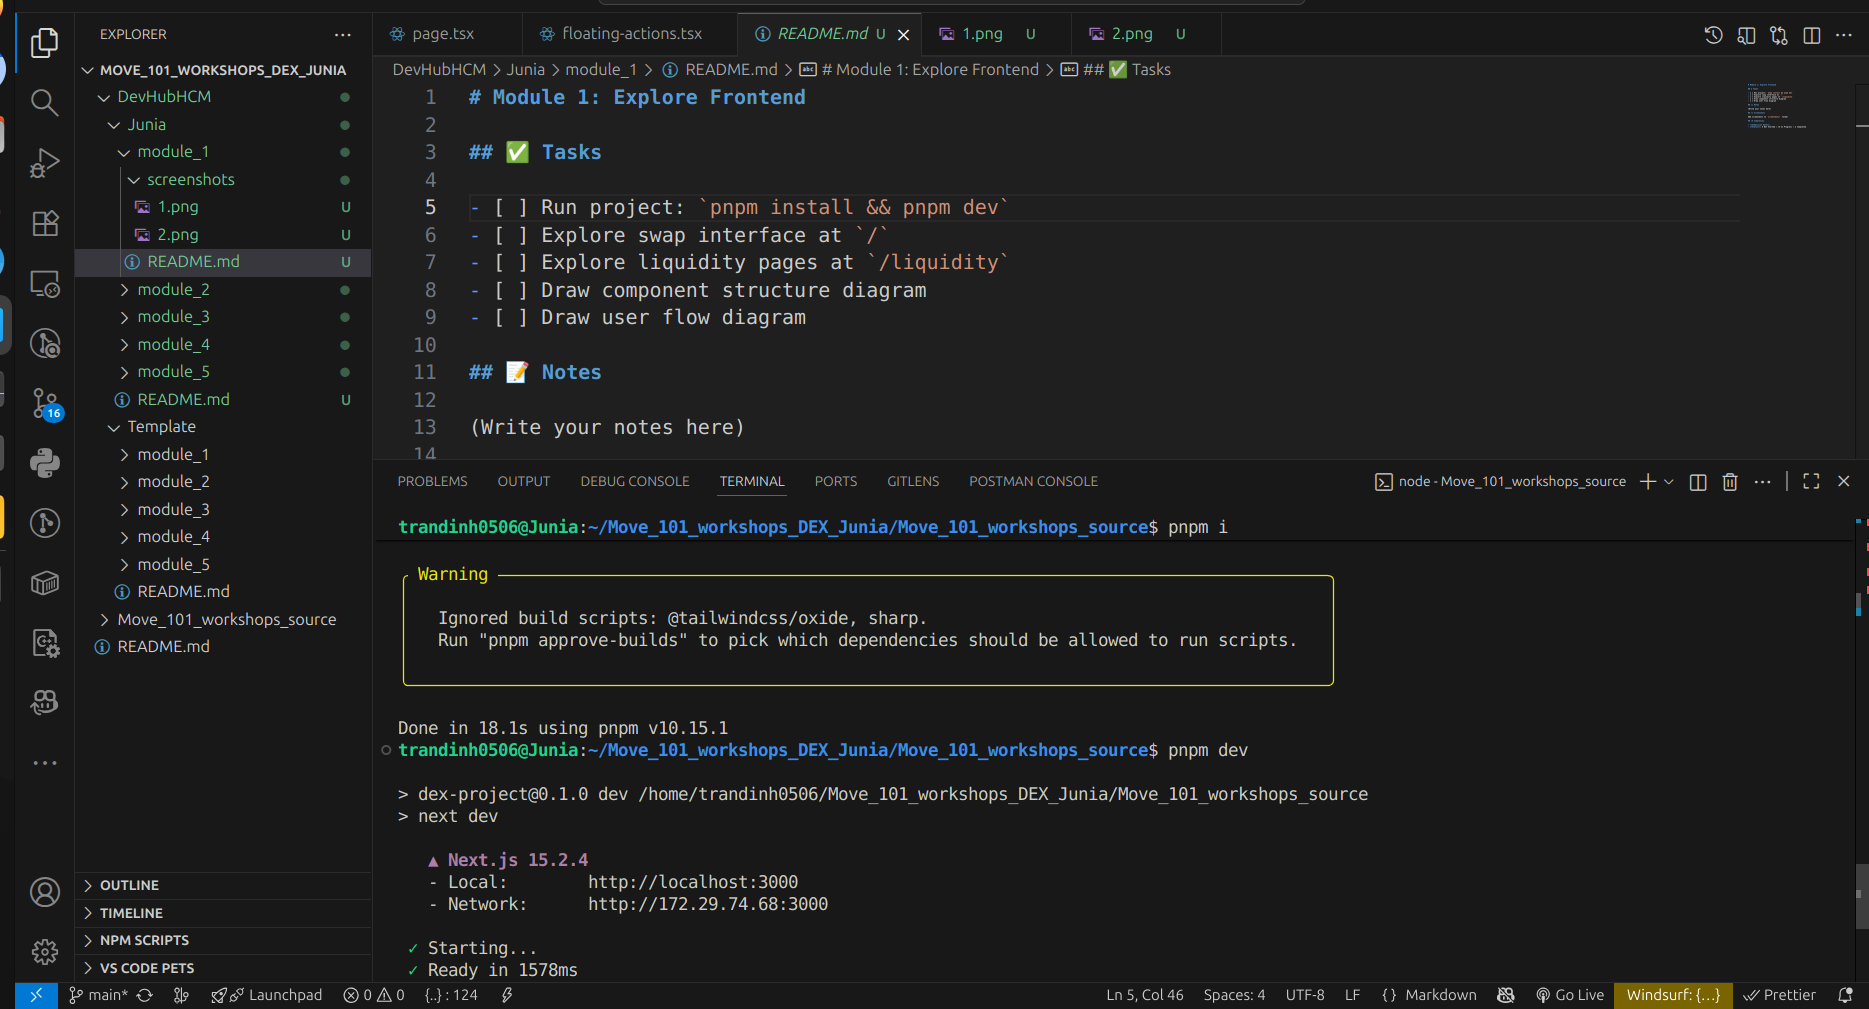 EXPLORER
MOVE_101_WORKSHOPS_DEX_JUNIA
DevHubHCM
Junia
module_1
screenshots
1.png U
2.png U
README.md U
module_2
module_3
module_4
module_5
README.md U
Template
module_1
module_2
module_3
module_4
module_5
README.md
Move_101_workshops_source
README.md
OUTLINE
TIMELINE
NPM SCRIPTS
VS CODE PETS
16
page.tsx floating-actions.tsx README.md U 1.png U 2.png U
DevHubHCM > Junia > module_1 > README.md > # Module 1: Explore Frontend > ## ✅ Tasks
1 # Module 1: Explore Frontend
2
3 ## ✅ Tasks
4
5 - [ ] Run project: `pnpm install && pnpm dev`
6 - [ ] Explore swap interface at `/`
7 - [ ] Explore liquidity pages at `/liquidity`
8 - [ ] Draw component structure diagram
9 - [ ] Draw user flow diagram
10
11 ## 📝 Notes
12
13 (Write your notes here)
14
PROBLEMS OUTPUT DEBUG CONSOLE TERMINAL PORTS GITLENS POSTMAN CONSOLE node - Move_101_workshops_source
trandinh0506@Junia:~/Move_101_workshops_DEX_Junia/Move_101_workshops_source$ pnpm i
Warning
Ignored build scripts: @tailwindcss/oxide, sharp.
Run "pnpm approve-builds" to pick which dependencies should be allowed to run scripts.
Done in 18.1s using pnpm v10.15.1
trandinh0506@Junia:~/Move_101_workshops_DEX_Junia/Move_101_workshops_source$ pnpm dev
> dex-project@0.1.0 dev /home/trandinh0506/Move_101_workshops_DEX_Junia/Move_101_workshops_source
> next dev
▲ Next.js 15.2.4
- Local: http://localhost:3000
- Network: http://172.29.74.68:3000
✓ Starting...
✓ Ready in 1578ms
main* Launchpad 0 0 {..} : 124 Ln 5, Col 46 Spaces: 4 UTF-8 LF {} Markdown Go Live Windsurf: {...} Prettier